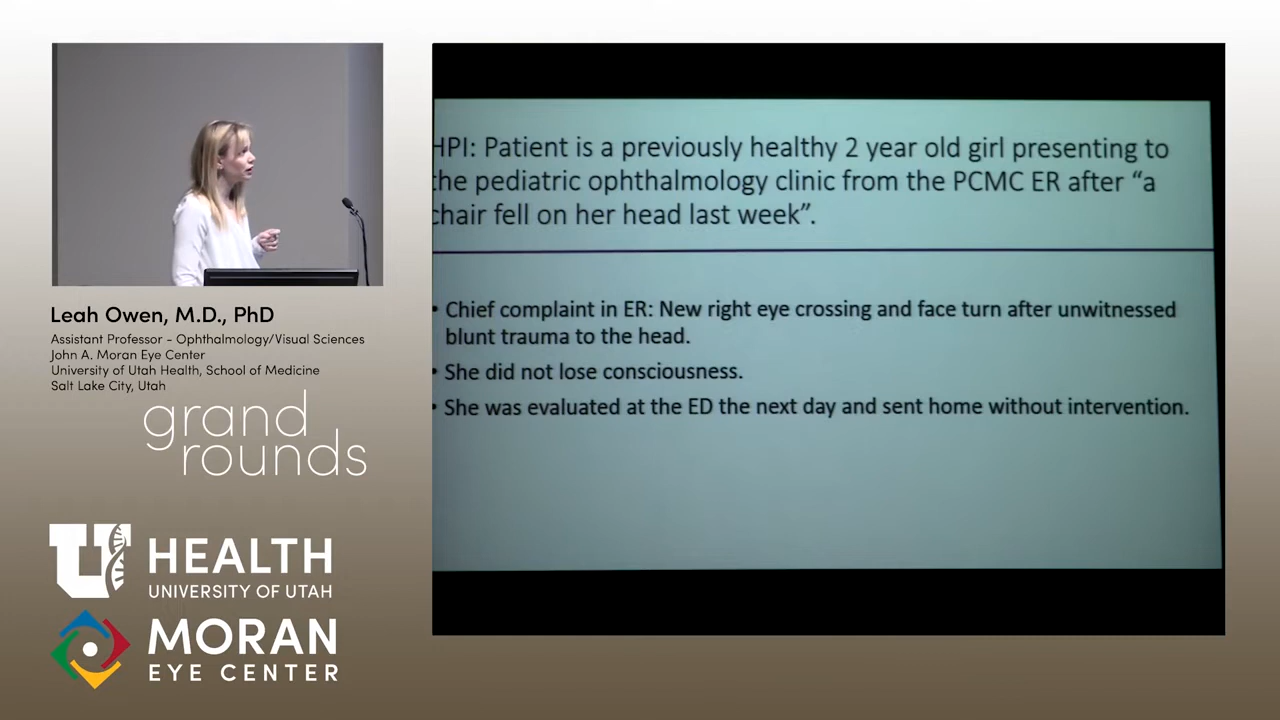 HPI: Patient is a previously healthy 2 year old girl presenting to
the pediatric ophthalmology clinic from the PCMC ER after “a
chair fell on her head last week”.
• Chief complaint in ER: New right eye crossing and face turn after unwitnessed
blunt trauma to the head.
• She did not lose consciousness.
• She was evaluated at the ED the next day and sent home without intervention.
Leah Owen, M.D., PhD
Assistant Professor - Ophthalmology/Visual Sciences
John A. Moran Eye Center
University of Utah Health, School of Medicine
Salt Lake City, Utah
grand
rounds
U HEALTH
UNIVERSITY OF UTAH
MORAN
EYE CENTER